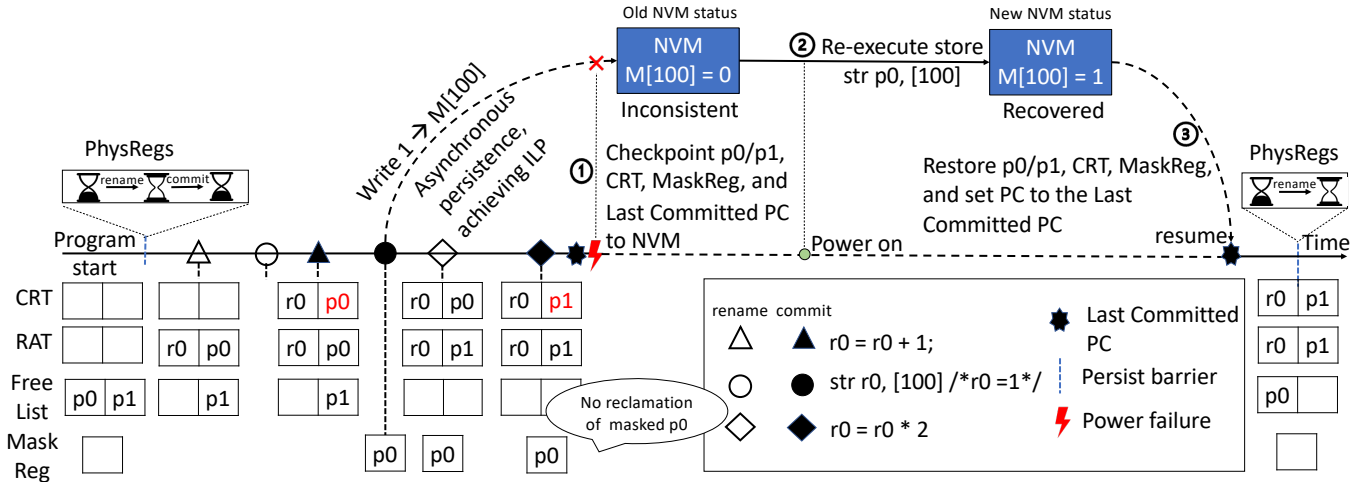 Old NVM status
New NVM status
NVM
M[100] = 0
Inconsistent
② Re-execute store
str p0, [100]
NVM
M[100] = 1
Recovered
Write 1 → M[100]
Asynchronous
persistence,
achieving ILP
①
Checkpoint p0/p1,
CRT, MaskReg, and
Last Committed PC
to NVM
③
Restore p0/p1, CRT, MaskReg,
and set PC to the Last
Committed PC
PhysRegs
rename commit
PhysRegs
rename
Program
start
Power on
resume
Time
CRT
r0 p0
r0 p0
r0 p1
r0 p1
RAT
r0 p0
r0 p0
r0 p1
r0 p1
r0 p1
Free
List
p0 p1
p1
p1
p0
Mask
Reg
p0
p0
p0
No reclamation
of masked p0
rename commit
r0 = r0 + 1;
str r0, [100] /*r0 =1*/
r0 = r0 * 2
Last Committed
PC
Persist barrier
Power failure